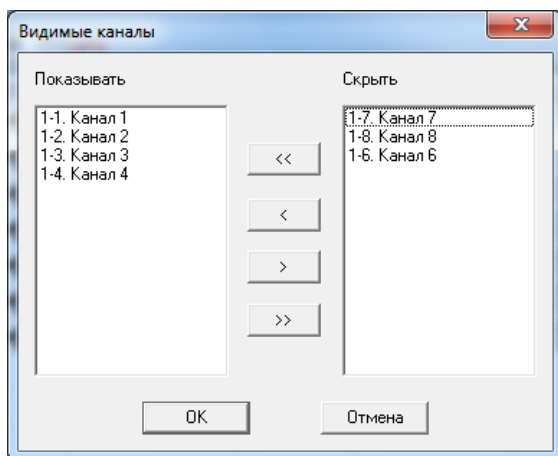 Видимые каналы
Показывать
Скрыть
1-1. Канал 1
1-2. Канал 2
1-3. Канал 3
1-4. Канал 4
1-7. Канал 7
1-8. Канал 8
1-6. Канал 6
<<
<
>
>>
OK
Отмена